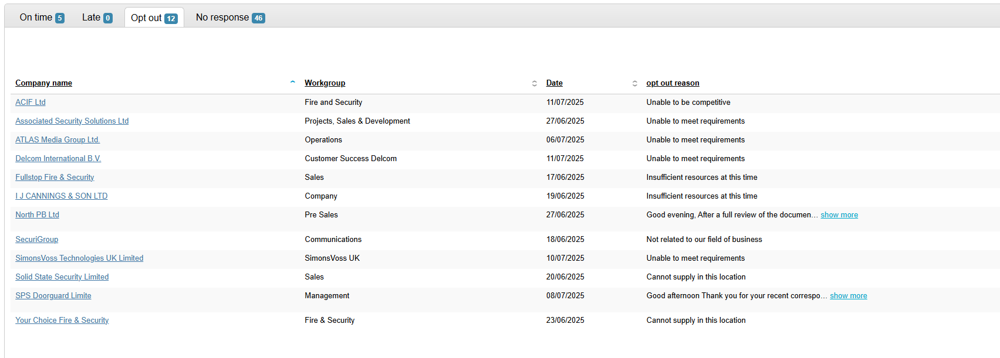 On time 5 Late 0 Opt out 12 No response 46
Company name Workgroup Date opt out reason
ACIF Ltd Fire and Security 11/07/2025 Unable to be competitive
Associated Security Solutions Ltd Projects, Sales & Development 27/06/2025 Unable to meet requirements
ATLAS Media Group Ltd. Operations 06/07/2025 Unable to meet requirements
Delcom International B.V. Customer Success Delcom 11/07/2025 Unable to meet requirements
Fullstop Fire & Security Sales 17/06/2025 Insufficient resources at this time
I J CANNINGS & SON LTD Company 19/06/2025 Insufficient resources at this time
North PB Ltd Pre Sales 27/06/2025 Good evening, After a full review of the documen... show more
SecuriGroup Communications 18/06/2025 Not related to our field of business
SimonsVoss Technologies UK Limited SimonsVoss UK 10/07/2025 Unable to meet requirements
Solid State Security Limited Sales 20/06/2025 Cannot supply in this location
SPS Doorguard Limite Management 08/07/2025 Good afternoon Thank you for your recent correspo... show more
Your Choice Fire & Security Fire & Security 23/06/2025 Cannot supply in this location